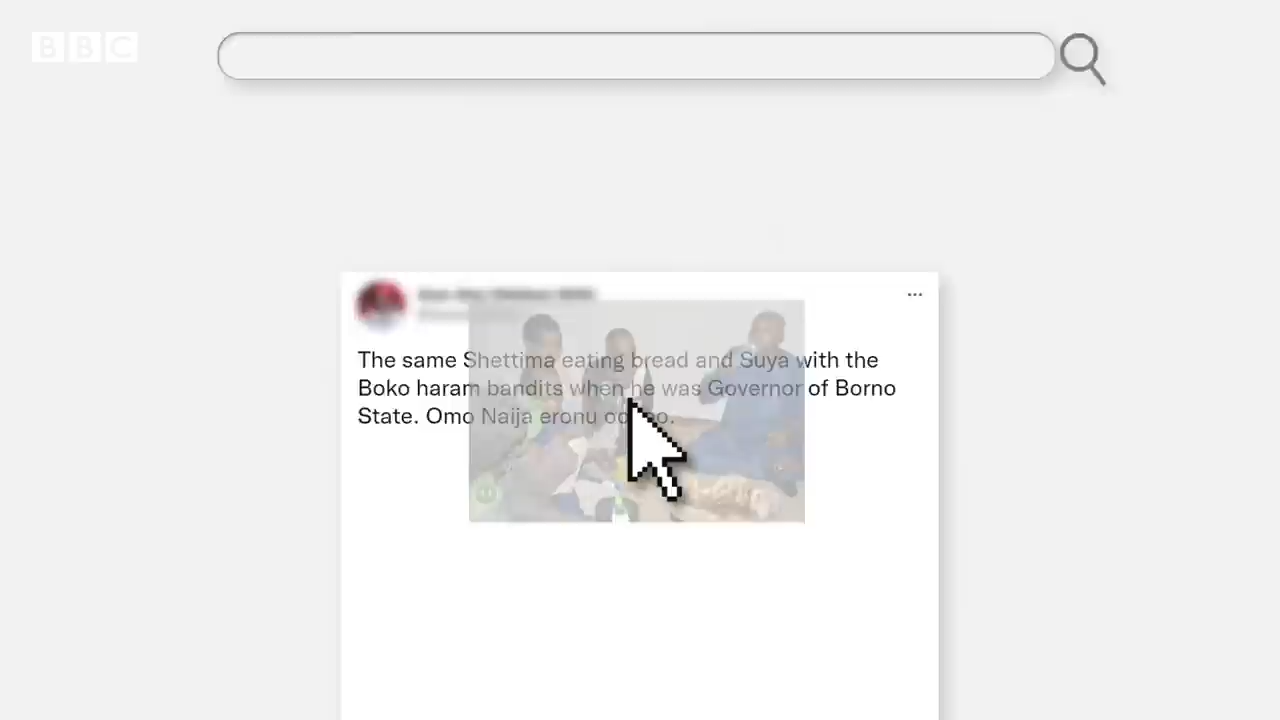 BBC
The same Shettima eating bread and Suya with the
Boko haram bandits when he was Governor of Borno
State. Omo Naija eronu